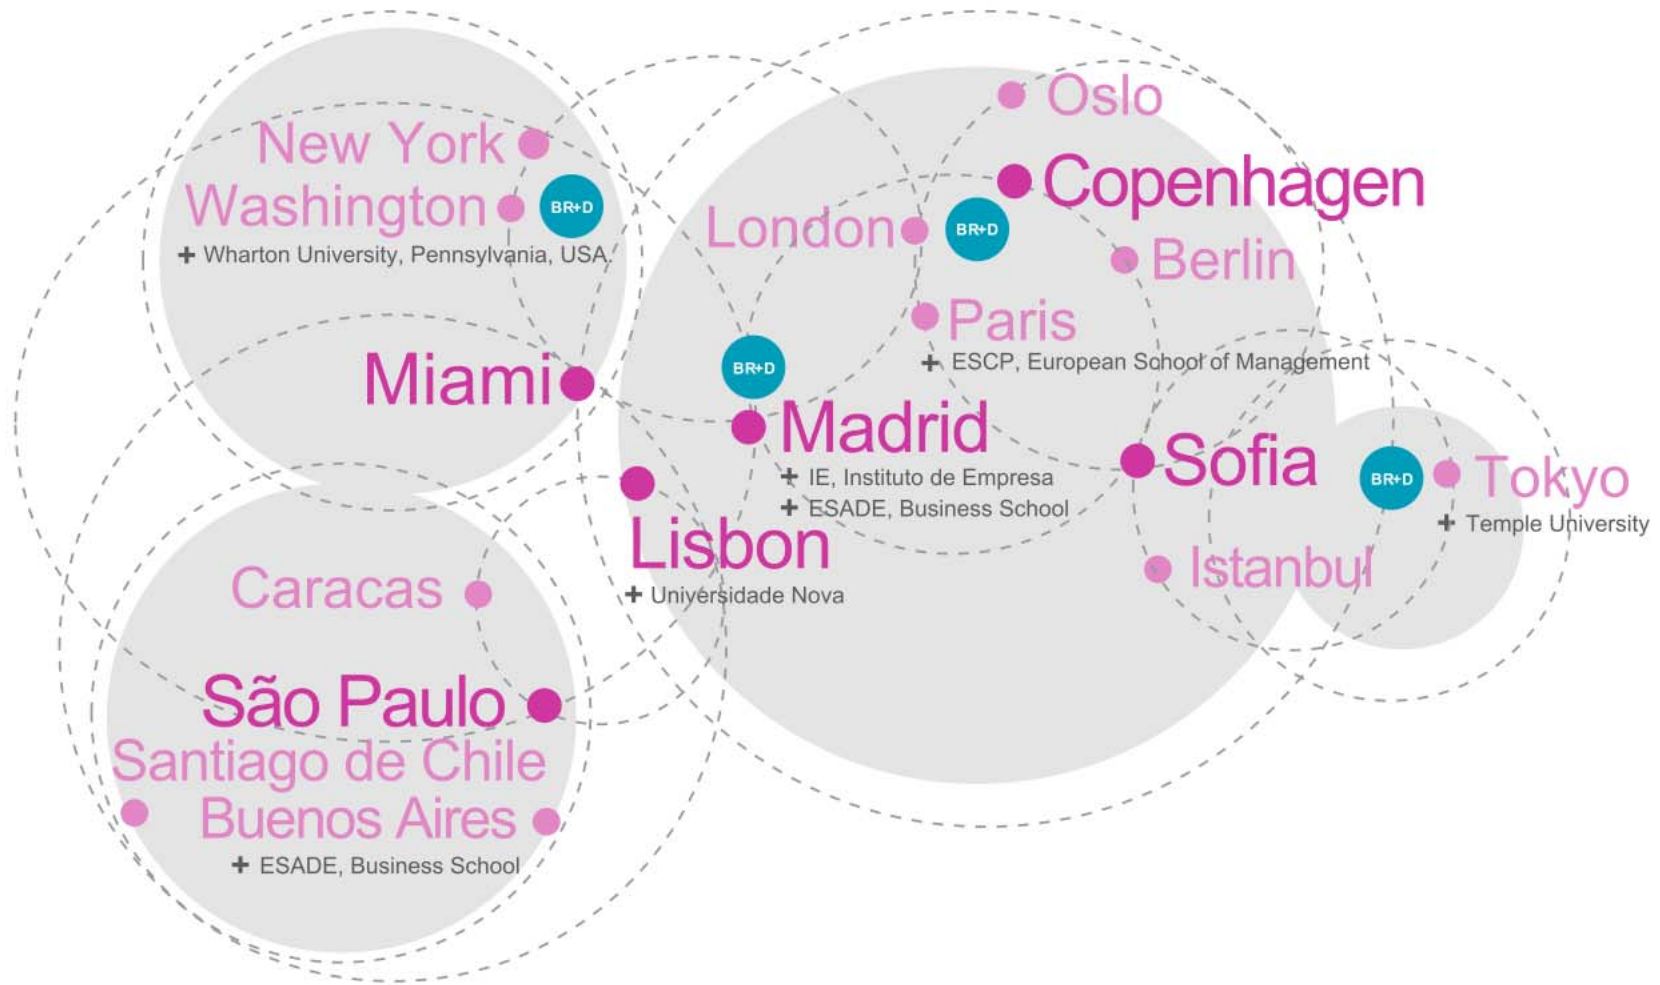 New York
Washington
BR+D
+ Wharton University, Pennsylvania, USA.
Miami
Caracas
São Paulo
Santiago de Chile
Buenos Aires
+ ESADE, Business School
Oslo
Copenhagen
London
BR+D
Berlin
Paris
+ ESCP, European School of Management
BR+D
Madrid
+ IE, Instituto de Empresa
+ ESADE, Business School
Lisbon
+ Universidade Nova
Sofia
Istanbul
BR+D
Tokyo
+ Temple University